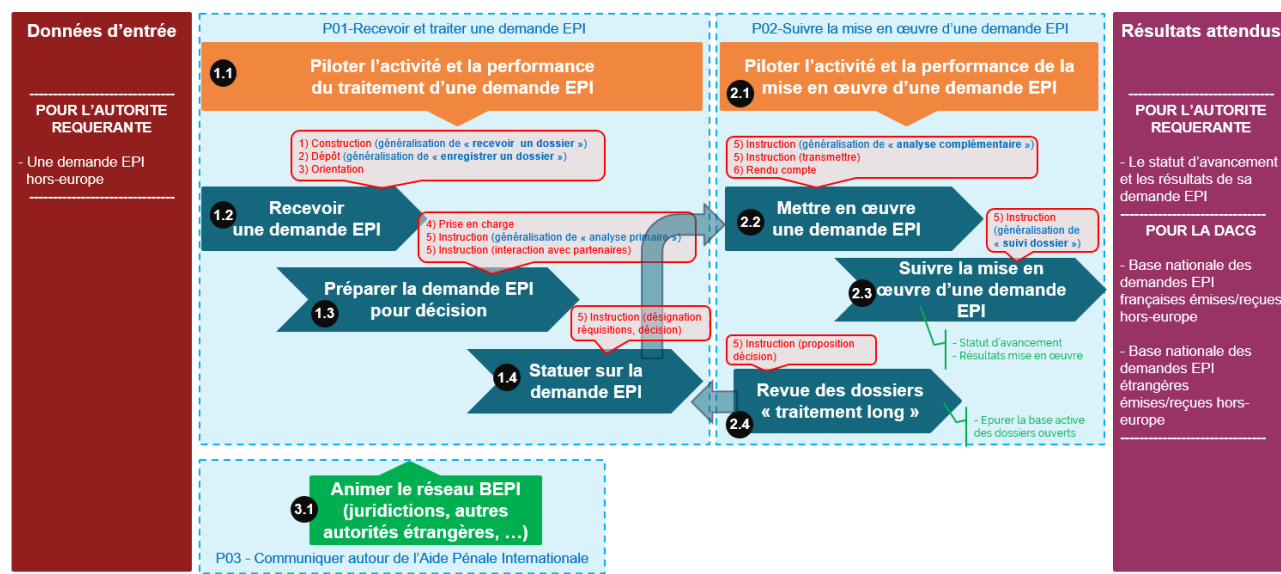 Données d'entrée
------------------------------
POUR L'AUTORITE
REQUERANTE
- Une demande EPI
hors-europe
------------------------------
P01-Recevoir et traiter une demande EPI
1.1
Piloter l'activité et la performance
du traitement d'une demande EPI
1) Construction (généralisation de « recevoir un dossier »)
2) Dépôt (généralisation de « enregistrer un dossier »)
3) Orientation
1.2
Recevoir
une demande EPI
4) Prise en charge
5) Instruction (généralisation de « analyse primaire »)
5) Instruction (interaction avec partenaires)
1.3
Préparer la demande EPI
pour décision
5) Instruction (désignation
réquisitions, décision)
1.4
Statuer sur la
demande EPI
P02-Suivre la mise en œuvre d'une demande EPI
2.1
Piloter l'activité et la performance de la
mise en œuvre d'une demande EPI
5) Instruction (généralisation de « analyse complémentaire »)
5) Instruction (transmettre)
6) Rendu compte
2.2
Mettre en œuvre
une demande EPI
5) Instruction
(généralisation de
« suivi dossier »)
2.3
Suivre la mise en
œuvre d'une demande
EPI
- Statut d'avancement
- Résultats mise en œuvre
5) Instruction (proposition
décision)
2.4
Revue des dossiers
« traitement long »
- Epurer la base active
des dossiers ouverts
3.1
Animer le réseau BEPI
(juridictions, autres
autorités étrangères, …)
P03 - Communiquer autour de l'Aide Pénale Internationale
Résultats attendus
------------------------------
POUR L'AUTORITE
REQUERANTE
- Le statut d'avancement
et les résultats de sa
demande EPI
------------------------------
POUR LA DACG
- Base nationale des
demandes EPI
françaises émises/reçues
hors-europe
- Base nationale des
demandes EPI
étrangères
émises/reçues hors-
europe
------------------------------